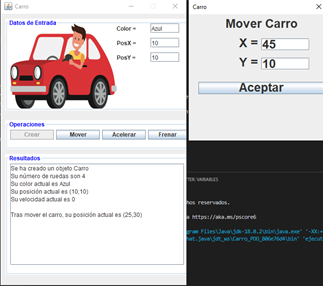 Carro
Datos de Entrada
Color =
Azul
PosX =
10
PosY =
10
Operaciones
Crear
Mover
Acelerar
Frenar
Resultados
Se ha creado un objeto Carro
Su número de ruedas son 4
Su color actual es Azul
Su posición actual es (10,10)
Su velocidad actual es 0
Tras mover el carro, su posición actual es (25,30)
Carro
Mover Carro
X =
45
Y =
10
Aceptar
VARIABLES
hos reservados.
a https://aka.ms/pscore6
gram Files\Java\jdk-18.0.2\bin\java.exe' '-XX:+
hat.java\jdt_ws\Carro_POO_806e76d4\bin' 'ejecut